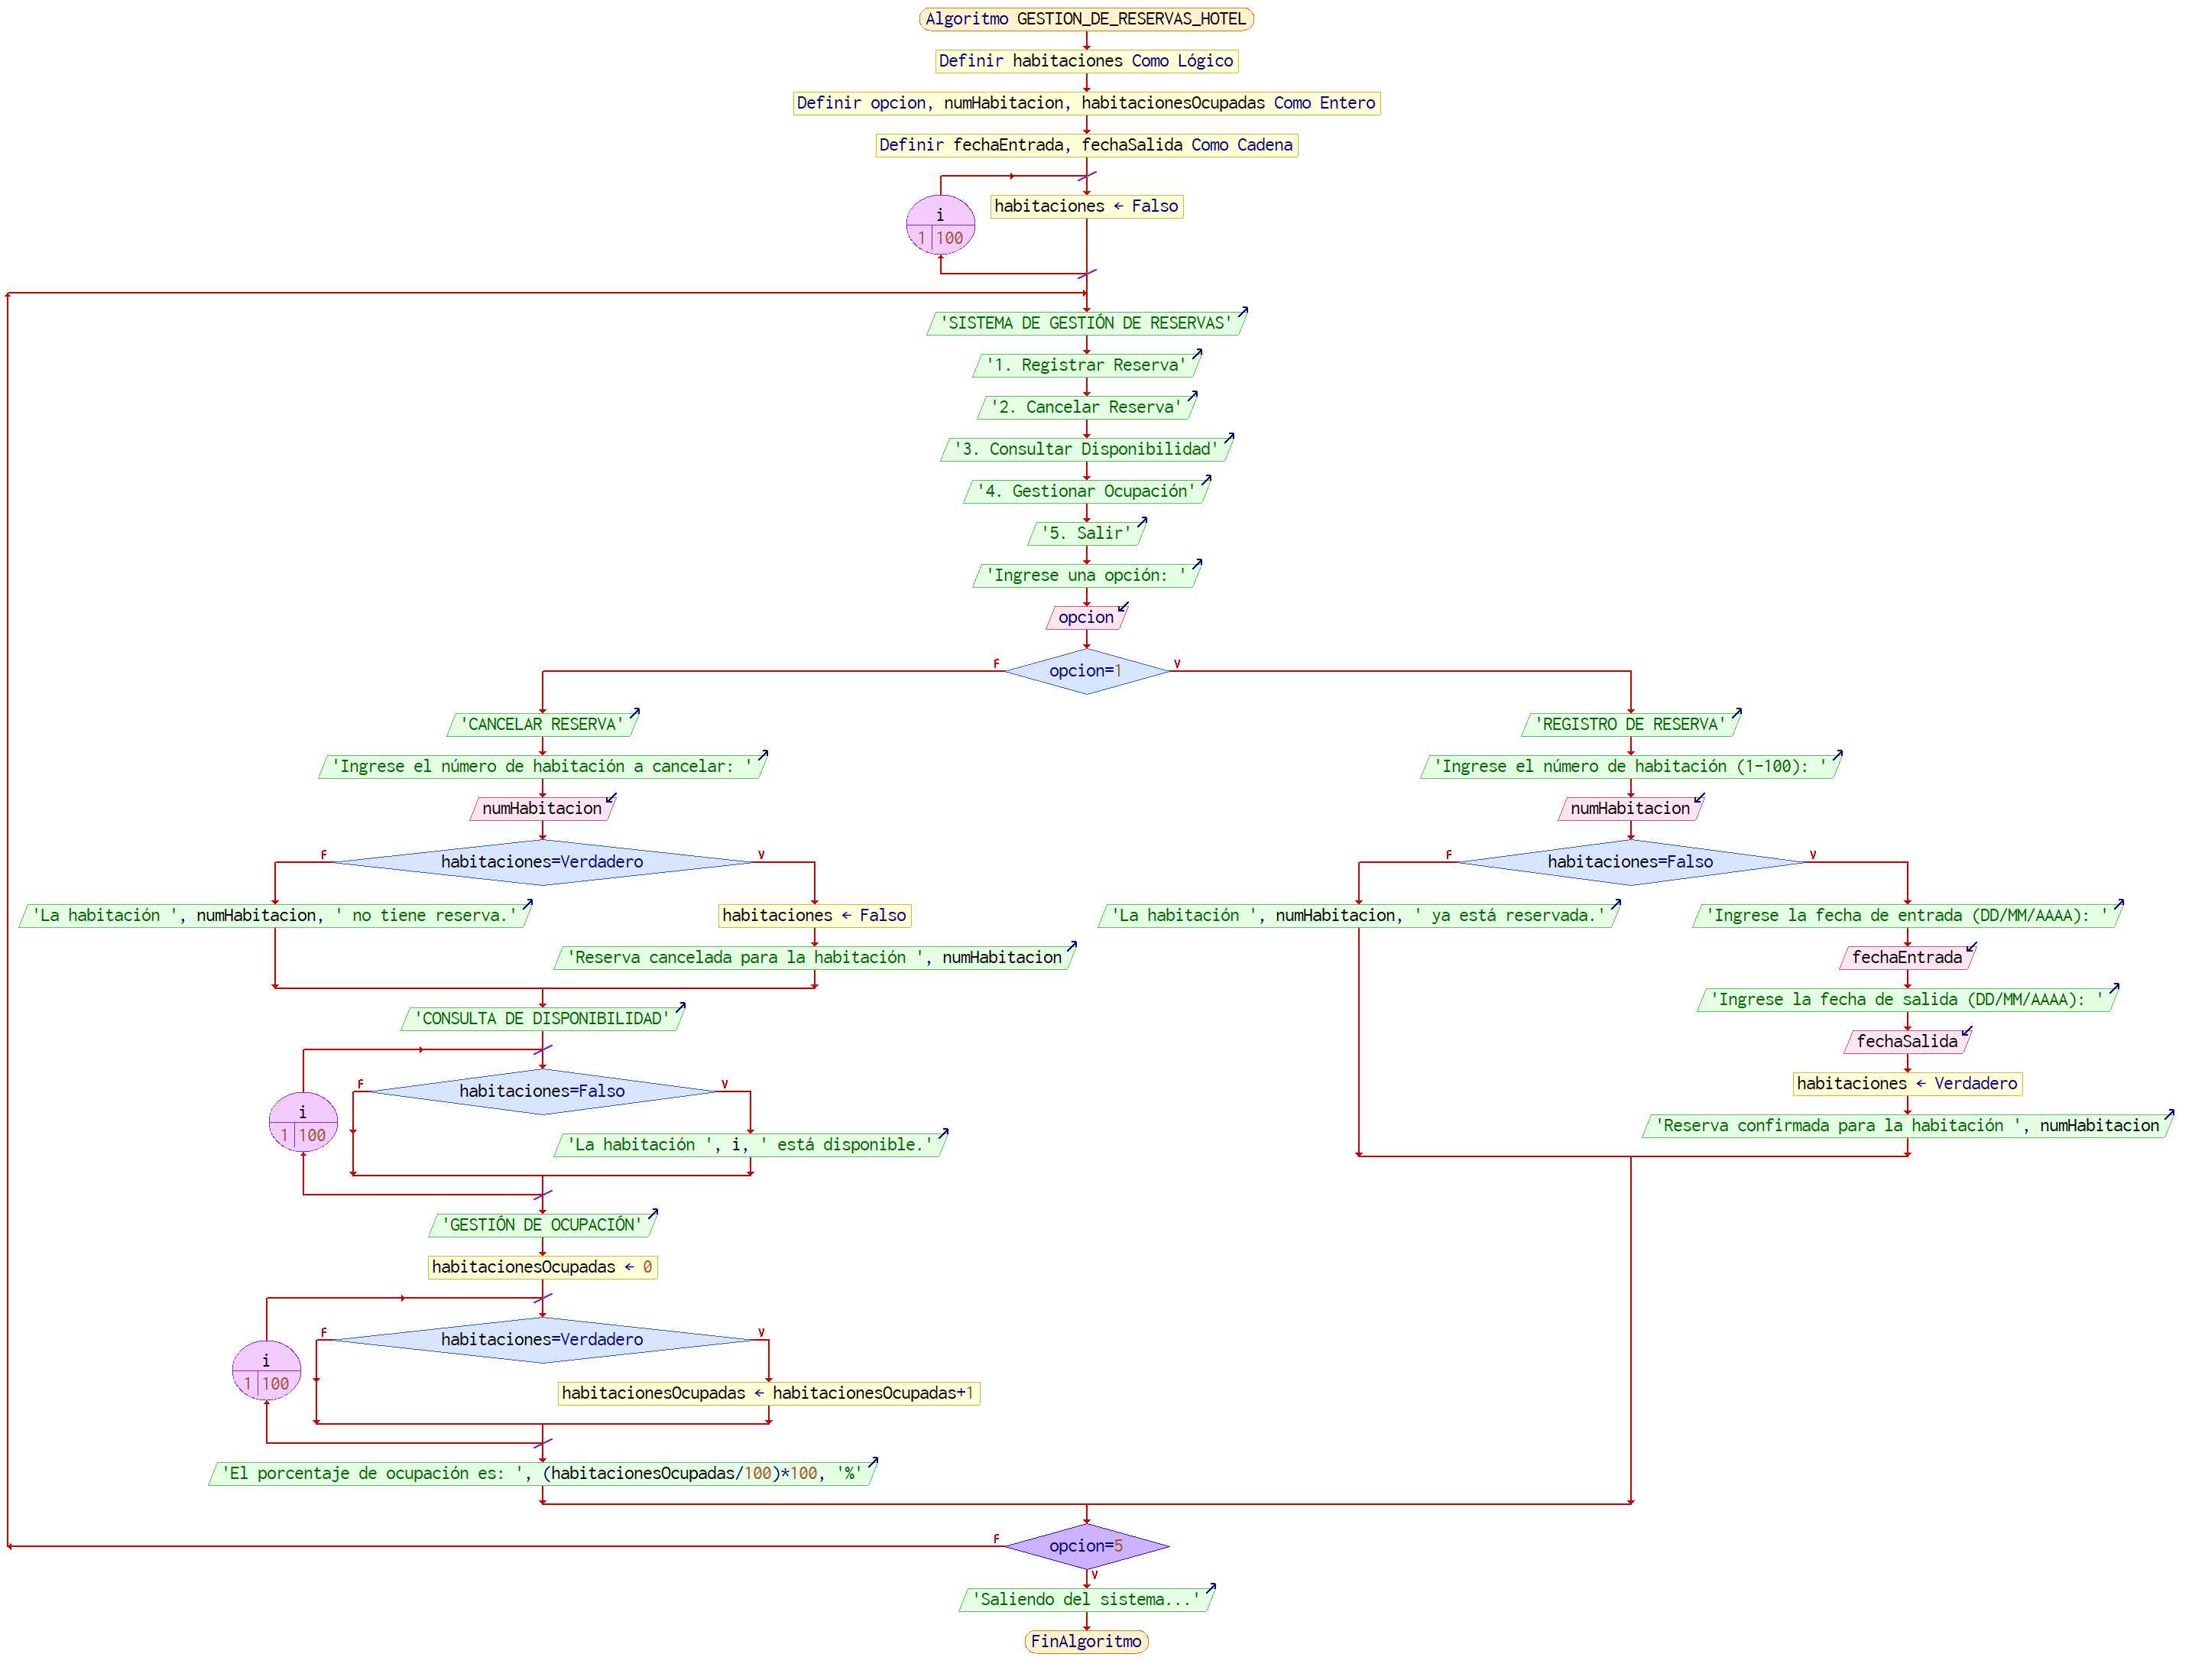 Algoritmo GESTION_DE_RESERVAS_HOTEL
Definir habitaciones Como Lógico
Definir opcion, numHabitacion, habitacionesOcupadas Como Entero
Definir fechaEntrada, fechaSalida Como Cadena
i
1 100
habitaciones ← Falso
'SISTEMA DE GESTIÓN DE RESERVAS'
'1. Registrar Reserva'
'2. Cancelar Reserva'
'3. Consultar Disponibilidad'
'4. Gestionar Ocupación'
'5. Salir'
'Ingrese una opción: '
opcion
F
opcion=1
V
'CANCELAR RESERVA'
'Ingrese el número de habitación a cancelar: '
numHabitacion
F
habitaciones=Verdadero
V
'La habitación ', numHabitacion, ' no tiene reserva.'
habitaciones ← Falso
'Reserva cancelada para la habitación ', numHabitacion
'CONSULTA DE DISPONIBILIDAD'
i
1 100
F
habitaciones=Falso
V
'La habitación ', i, ' está disponible.'
'GESTIÓN DE OCUPACIÓN'
habitacionesOcupadas ← 0
i
1 100
F
habitaciones=Verdadero
V
habitacionesOcupadas ← habitacionesOcupadas+1
'El porcentaje de ocupación es: ', (habitacionesOcupadas/100)*100, '%'
'REGISTRO DE RESERVA'
'Ingrese el número de habitación (1-100): '
numHabitacion
F
habitaciones=Falso
V
'La habitación ', numHabitacion, ' ya está reservada.'
'Ingrese la fecha de entrada (DD/MM/AAAA): '
fechaEntrada
'Ingrese la fecha de salida (DD/MM/AAAA): '
fechaSalida
habitaciones ← Verdadero
'Reserva confirmada para la habitación ', numHabitacion
F
opcion=5
V
'Saliendo del sistema...'
FinAlgoritmo